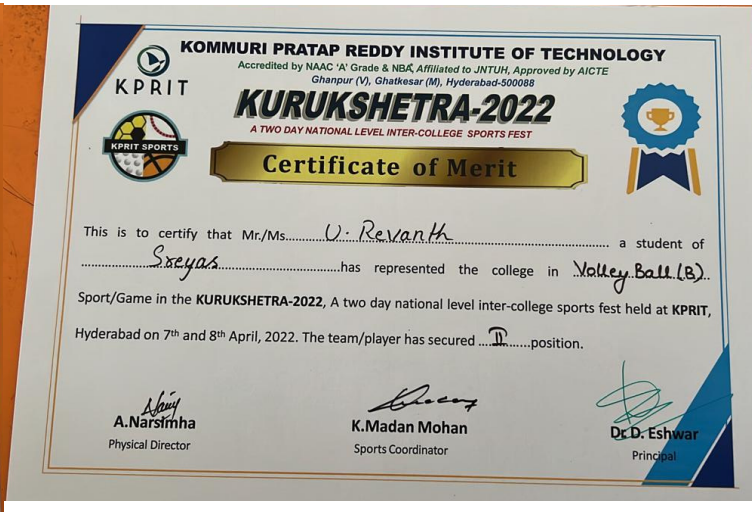 KOMMURI PRATAP REDDY INSTITUTE OF TECHNOLOGY
Accredited by NAAC 'A' Grade & NBA, Affiliated to JNTUH, Approved by AICTE
Ghanpur (V), Ghatkesar (M), Hyderabad-500088
KPRIT
KURUKSHETRA-2022
A TWO DAY NATIONAL LEVEL INTER-COLLEGE SPORTS FEST
KPRIT SPORTS
Certificate of Merit
This is to certify that Mr./Ms. U. Revanth a student of
Sreyas has represented the college in Volley Ball (B)
Sport/Game in the KURUKSHETRA-2022, A two day national level inter-college sports fest held at KPRIT,
Hyderabad on 7th and 8th April, 2022. The team/player has secured II position.
A.Narsimha
Physical Director
K.Madan Mohan
Sports Coordinator
Dr. D. Eshwar
Principal